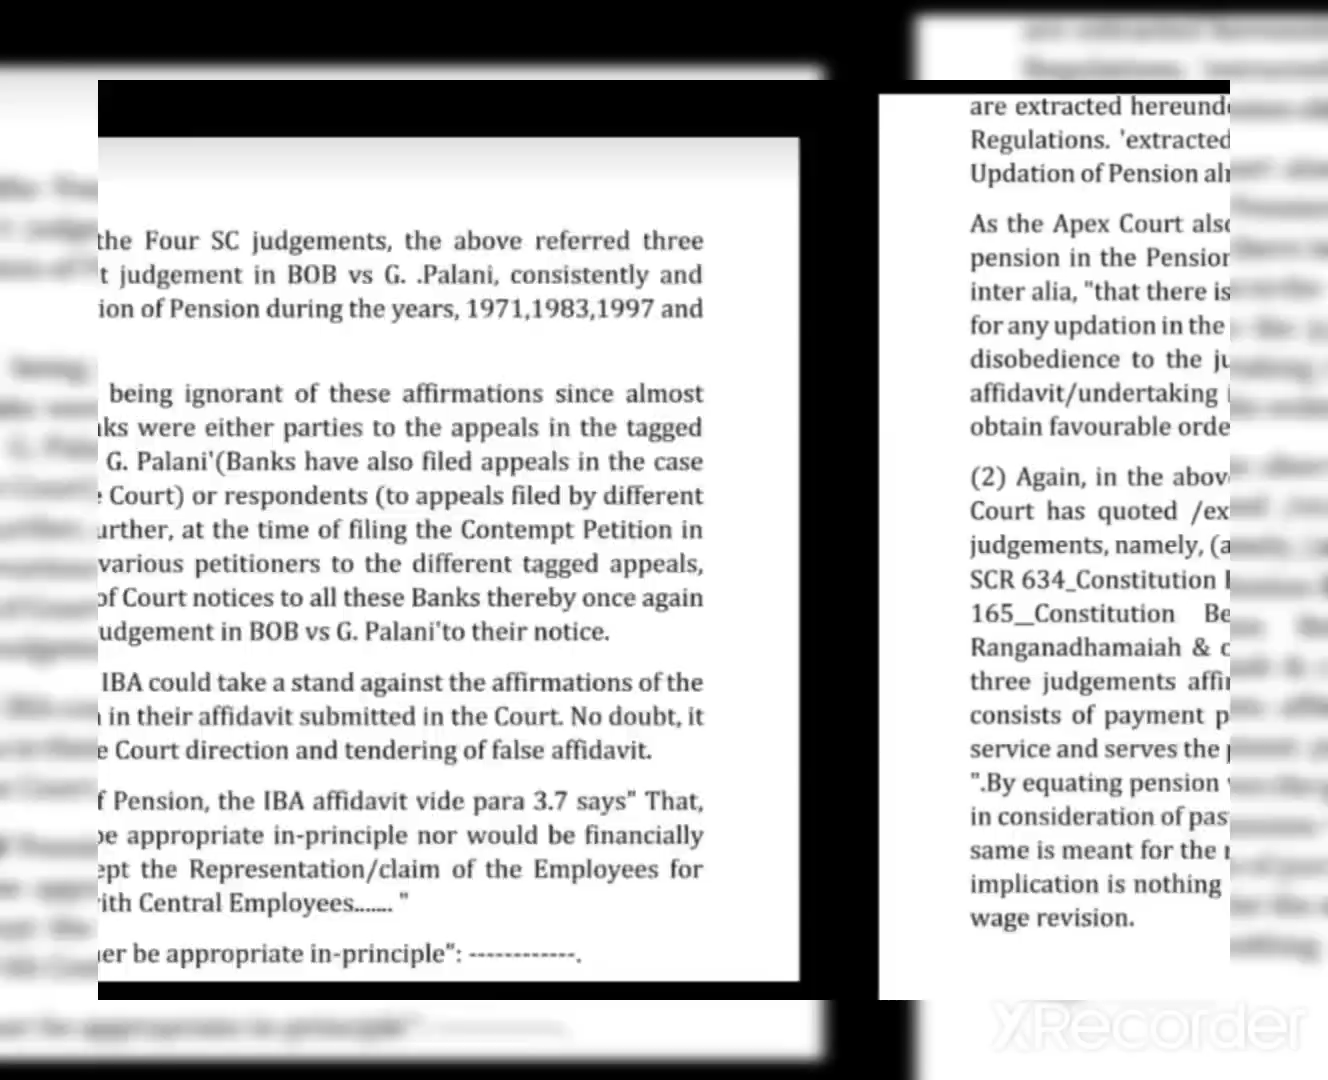 the Four SC judgements, the above referred three
t judgement in BOB vs G. .Palani, consistently and
ion of Pension during the years, 1971,1983,1997 and
being ignorant of these affirmations since almost
ks were either parties to the appeals in the tagged
G. Palani'(Banks have also filed appeals in the case
Court) or respondents (to appeals filed by different
urther, at the time of filing the Contempt Petition in
various petitioners to the different tagged appeals,
of Court notices to all these Banks thereby once again
udgement in BOB vs G. Palani'to their notice.
IBA could take a stand against the affirmations of the
in their affidavit submitted in the Court. No doubt, it
e Court direction and tendering of false affidavit.
f Pension, the IBA affidavit vide para 3.7 says" That,
be appropriate in-principle nor would be financially
ept the Representation/claim of the Employees for
ith Central Employees....... "
er be appropriate in-principle": ------------.
are extracted hereund
Regulations. 'extracted
Updation of Pension alr
As the Apex Court also
pension in the Pension
inter alia, "that there is
for any updation in the
disobedience to the ju
affidavit/undertaking
obtain favourable orde
(2) Again, in the abov
Court has quoted /ex
judgements, namely, (a
SCR 634_Constitution
165__Constitution Be
Ranganadhamaiah & o
three judgements affi
consists of payment p
service and serves the
".By equating pension
in consideration of pas
same is meant for the
implication is nothing
wage revision.
XRecorder